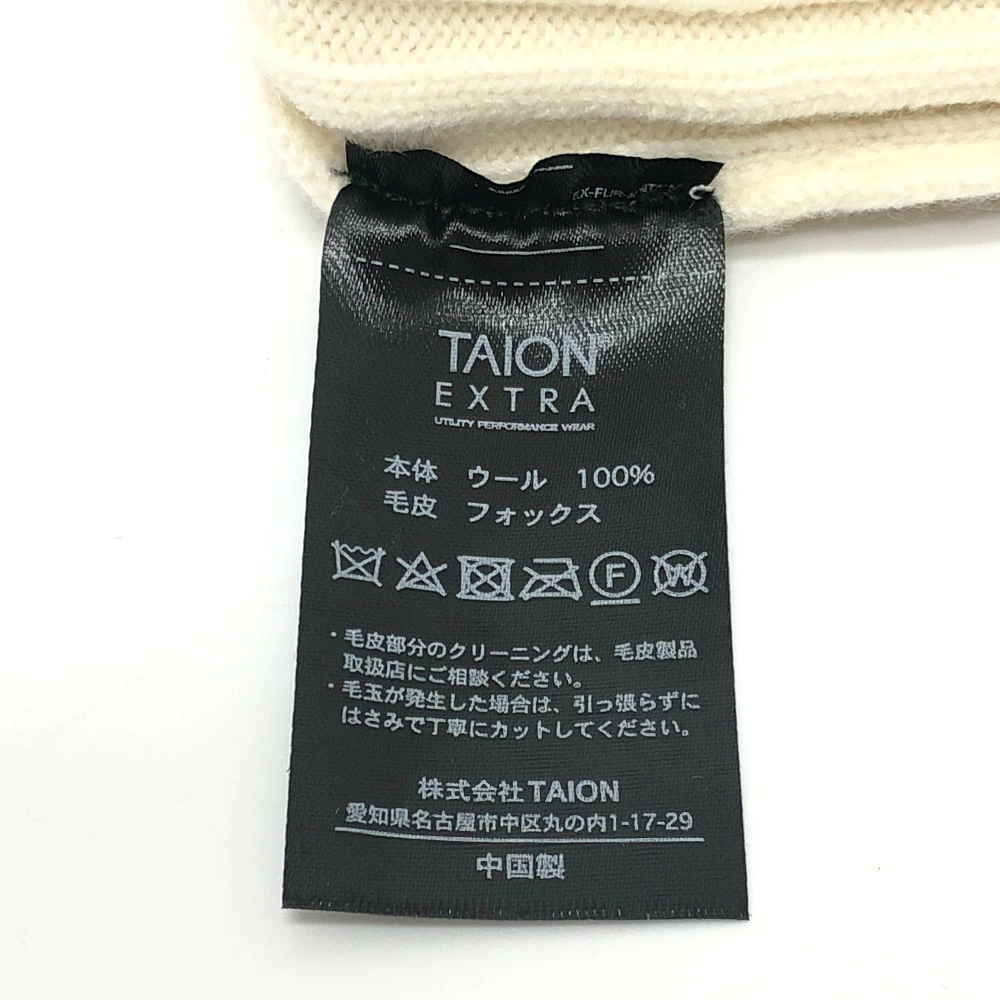 TAION
EXTRA
UTILITY PERFORMANCE WEAR
本体 ウール 100%
毛皮 フォックス
F W
・毛皮部分のクリーニングは、毛皮製品
取扱店にご相談ください。
・毛玉が発生した場合は、引っ張らずに
はさみで丁寧にカットしてください。
株式会社TAION
愛知県名古屋市中区丸の内1-17-29
中国製